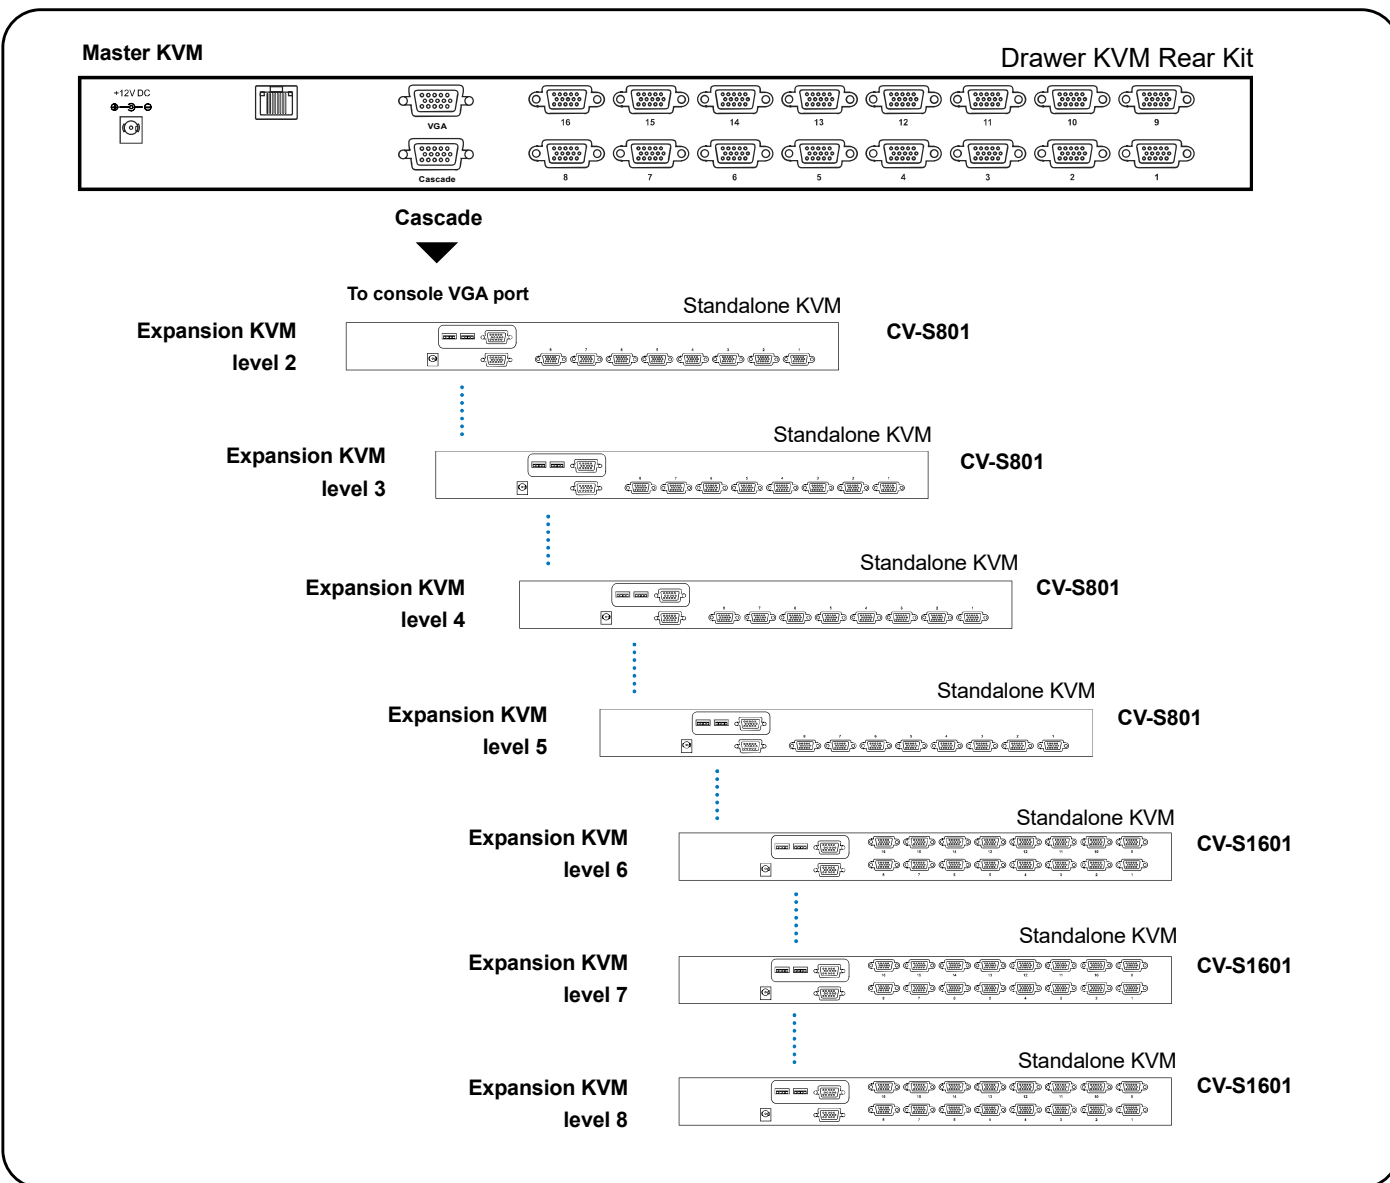 Master KVM
Drawer KVM Rear Kit
+12V DC
VGA
16 15 14 13 12 11 10 9
Cascade
8 7 6 5 4 3 2 1
Cascade
To console VGA port
Standalone KVM
Expansion KVM
level 2
CV-S801
Standalone KVM
Expansion KVM
level 3
CV-S801
Standalone KVM
Expansion KVM
level 4
CV-S801
Standalone KVM
Expansion KVM
level 5
CV-S801
Standalone KVM
Expansion KVM
level 6
CV-S1601
Standalone KVM
Expansion KVM
level 7
CV-S1601
Standalone KVM
Expansion KVM
level 8
CV-S1601